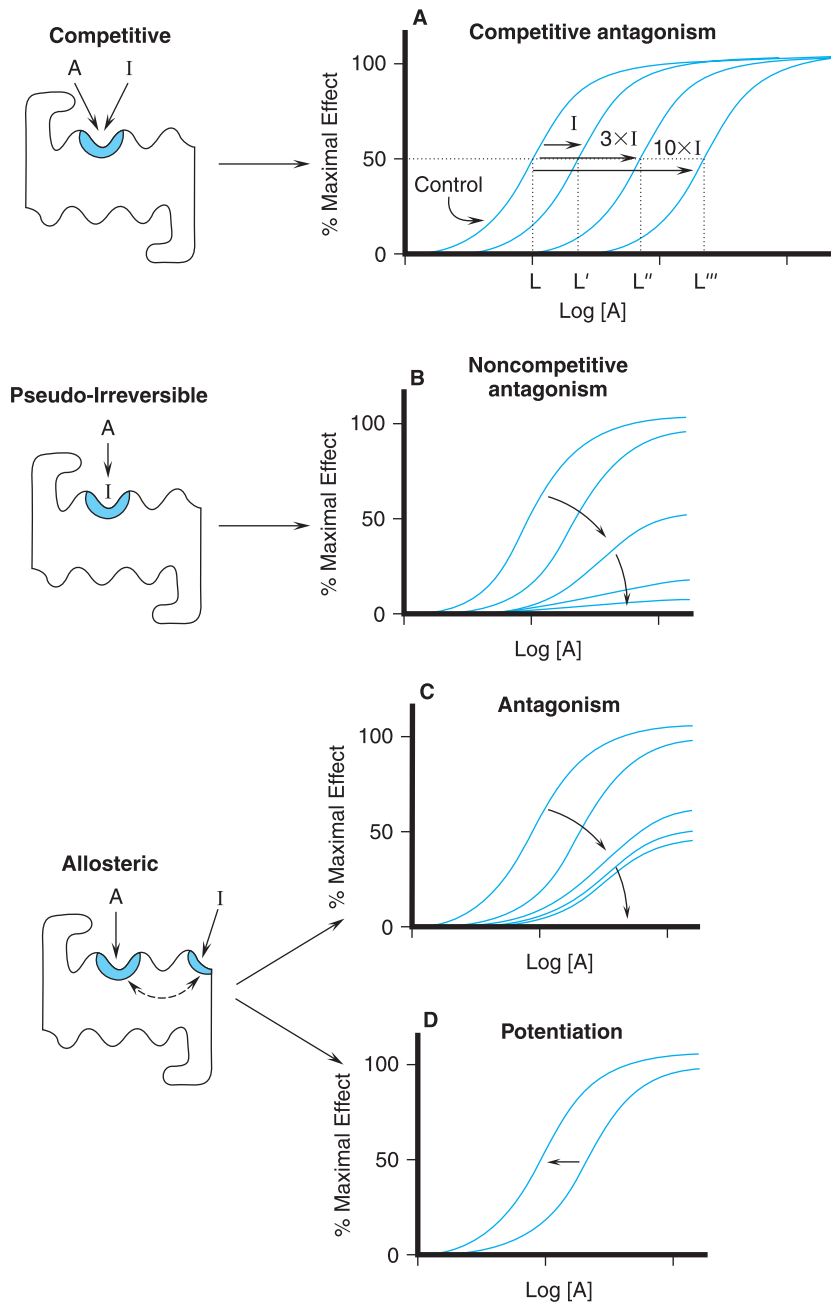 Competitive
A I
A
Competitive antagonism
% Maximal Effect
100
50
0
I
3×I
10×I
Control
L L′ L″ L‴
Log [A]
Pseudo-Irreversible
A
I
B
Noncompetitive
antagonism
% Maximal Effect
100
50
0
Log [A]
Allosteric
A I
C
Antagonism
% Maximal Effect
100
50
0
Log [A]
D
Potentiation
% Maximal Effect
100
50
0
Log [A]